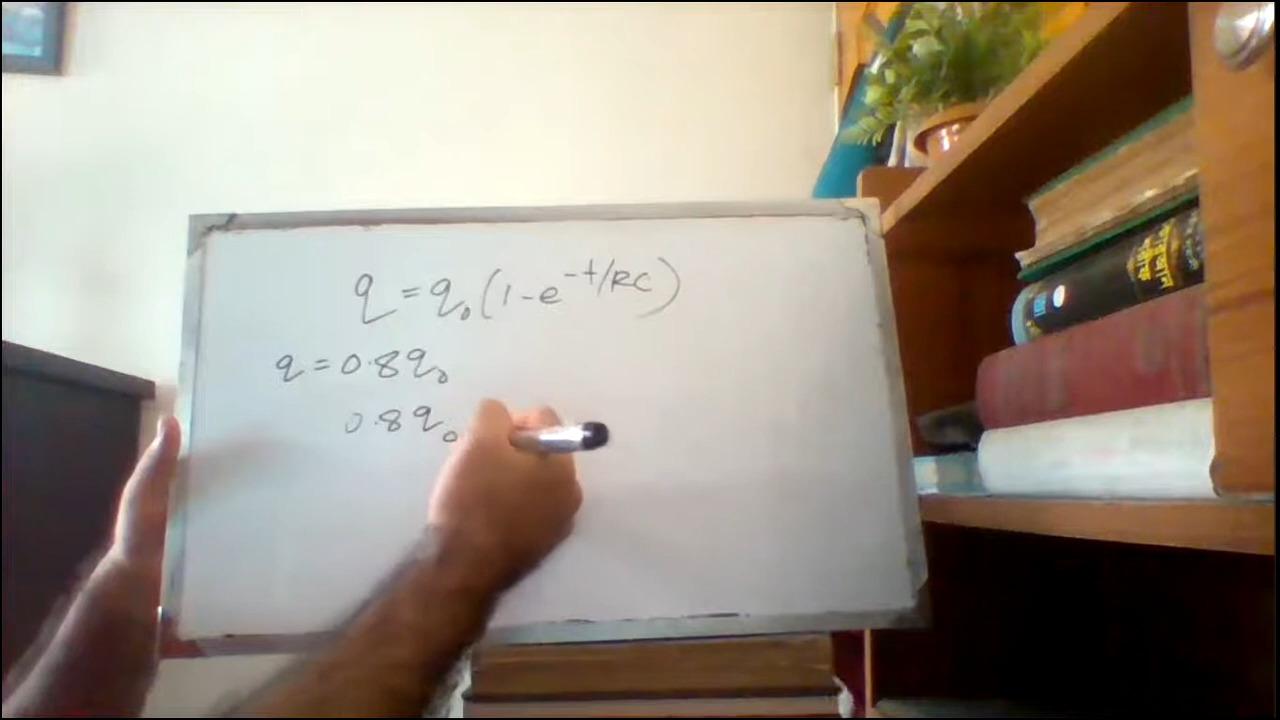 q = q₀(1-e^{-t/RC})
q = 0.8q₀
0.8q₀